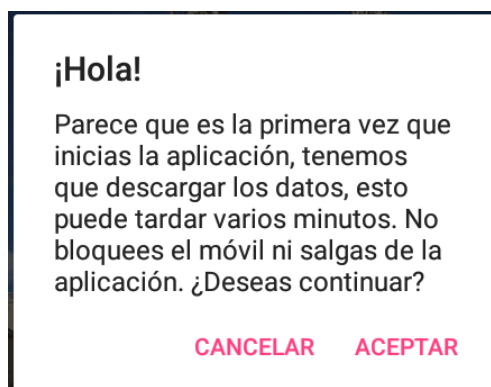 ¡Hola!
Parece que es la primera vez que
inicias la aplicación, tenemos
que descargar los datos, esto
puede tardar varios minutos. No
bloquees el móvil ni salgas de la
aplicación. ¿Deseas continuar?
CANCELAR ACEPTAR